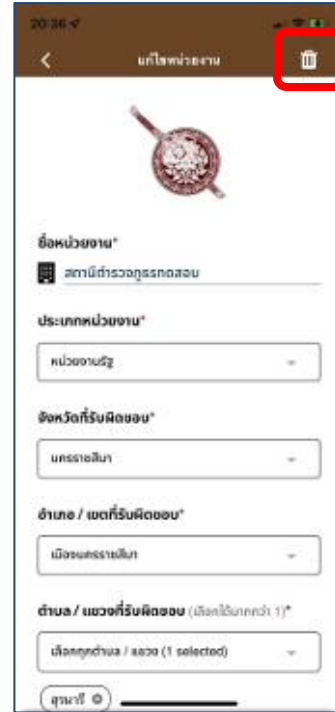 20:36
แก้ไขหน่วยงาน
ชื่อหน่วยงาน*
สถานีตำรวจภูธรทดสอบ
ประเภทหน่วยงาน*
หน่วยงานรัฐ
จังหวัดที่รับผิดชอบ*
นครราชสีมา
อำเภอ / เขตที่รับผิดชอบ*
เมืองนครราชสีมา
ตำบล / แขวงที่รับผิดชอบ (เลือกได้มากกว่า 1)*
เลือกทุกตำบล / แขวง (1 selected)
สุรนารี